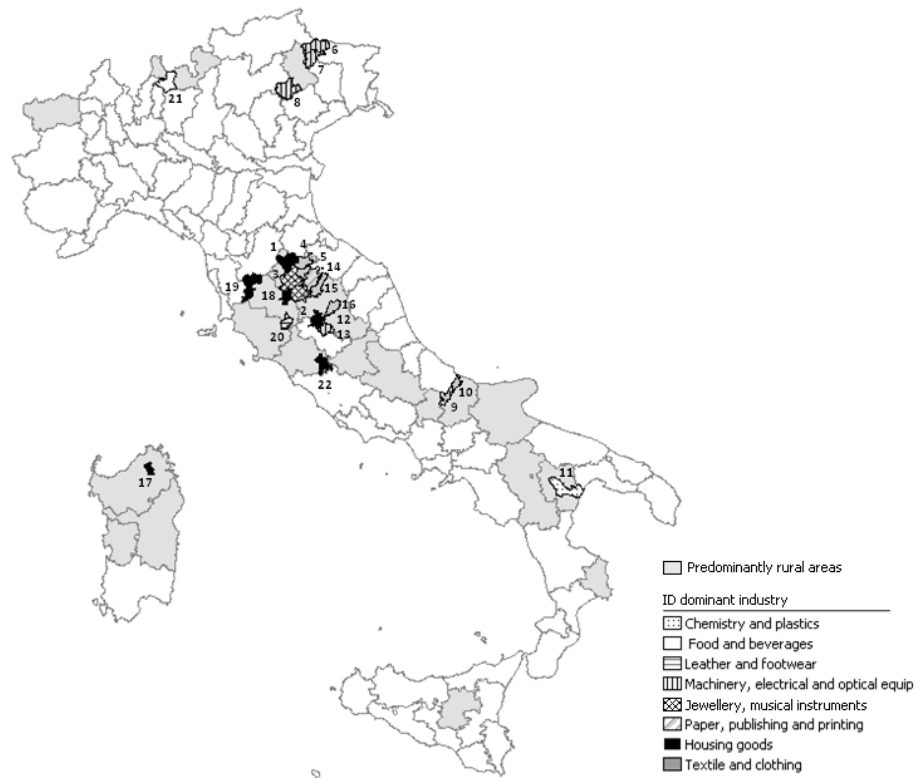 6
7
21
8
1
4
5
3
14
19
18
15
2
16
12
20
13
22
10
9
11
17
Predominantly rural areas
ID dominant industry
Chemistry and plastics
Food and beverages
Leather and footwear
Machinery, electrical and optical equip
Jewellery, musical instruments
Paper, publishing and printing
Housing goods
Textile and clothing